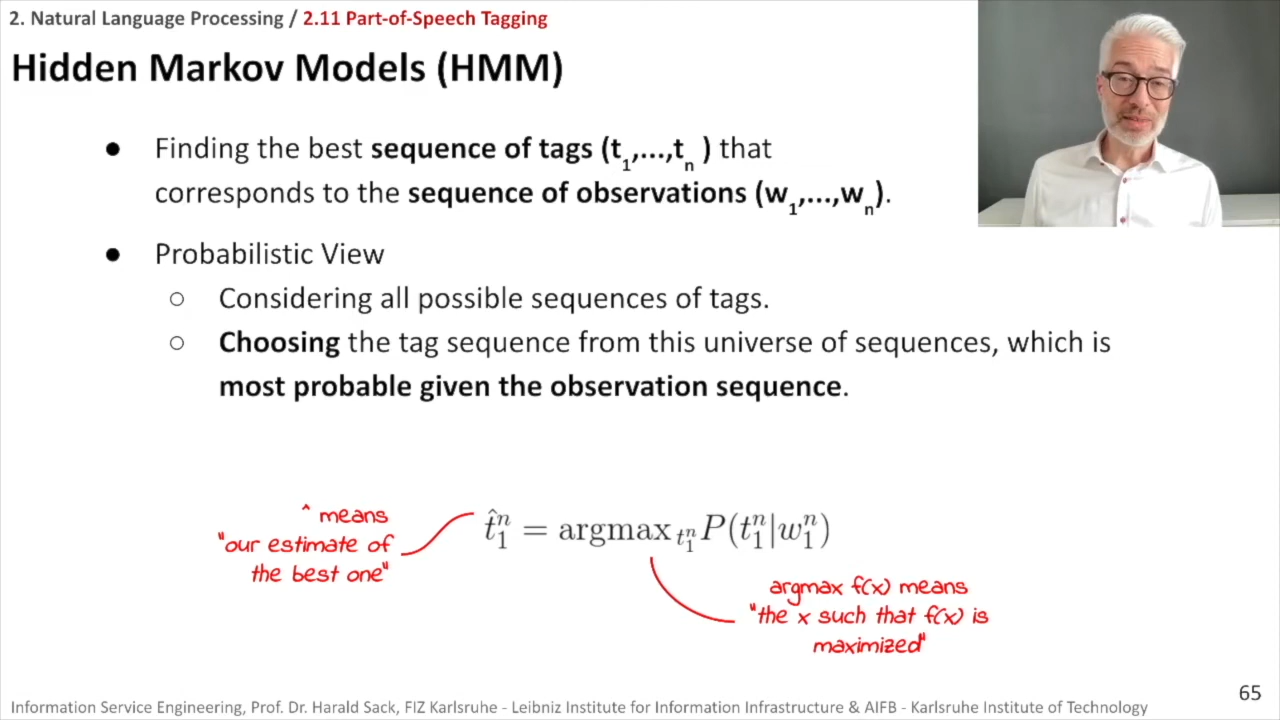 2. Natural Language Processing / 2.11 Part-of-Speech Tagging
Hidden Markov Models (HMM)
● Finding the best sequence of tags (t₁,...,tₙ ) that
corresponds to the sequence of observations (w₁,...,wₙ).
● Probabilistic View
○ Considering all possible sequences of tags.
○ Choosing the tag sequence from this universe of sequences, which is
most probable given the observation sequence.
^ means
"our estimate of
the best one"
t̂₁ⁿ = argmax t₁ⁿ P(t₁ⁿ|w₁ⁿ)
argmax f(x) means
"the x such that f(x) is
maximized"
65
Information Service Engineering, Prof. Dr. Harald Sack, FIZ Karlsruhe - Leibniz Institute for Information Infrastructure & AIFB - Karlsruhe Institute of Technology